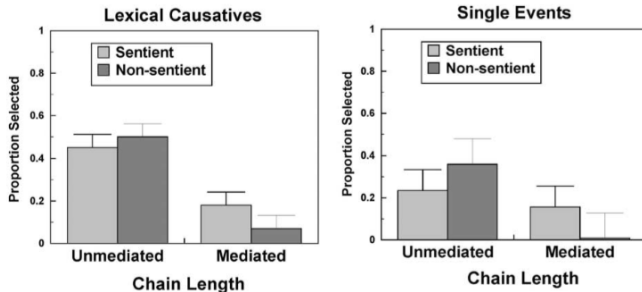 Lexical Causatives
1
0.8
0.6
0.4
0.2
0
Proportion Selected
Sentient
Non-sentient
Unmediated
Mediated
Chain Length
Single Events
1
0.8
0.6
0.4
0.2
0
Proportion Selected
Sentient
Non-sentient
Unmediated
Mediated
Chain Length